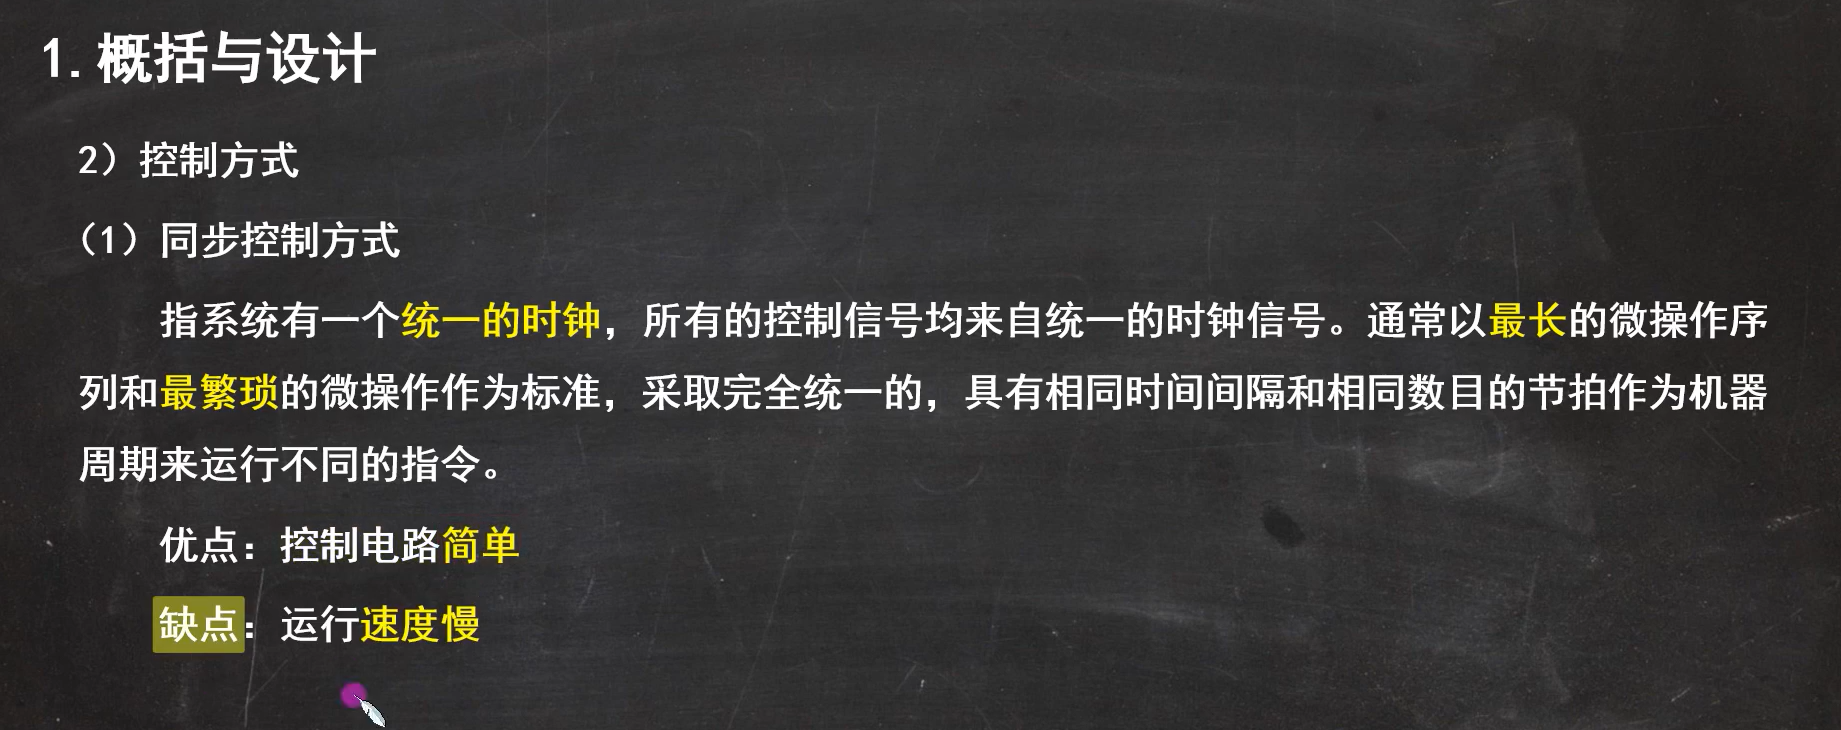 1.概括与设计
2）控制方式
（1）同步控制方式
指系统有一个统一的时钟，所有的控制信号均来自统一的时钟信号。通常以最长的微操作序
列和最繁琐的微操作作为标准，采取完全统一的，具有相同时间间隔和相同数目的节拍作为机器
周期来运行不同的指令。
优点：控制电路简单
缺点：运行速度慢